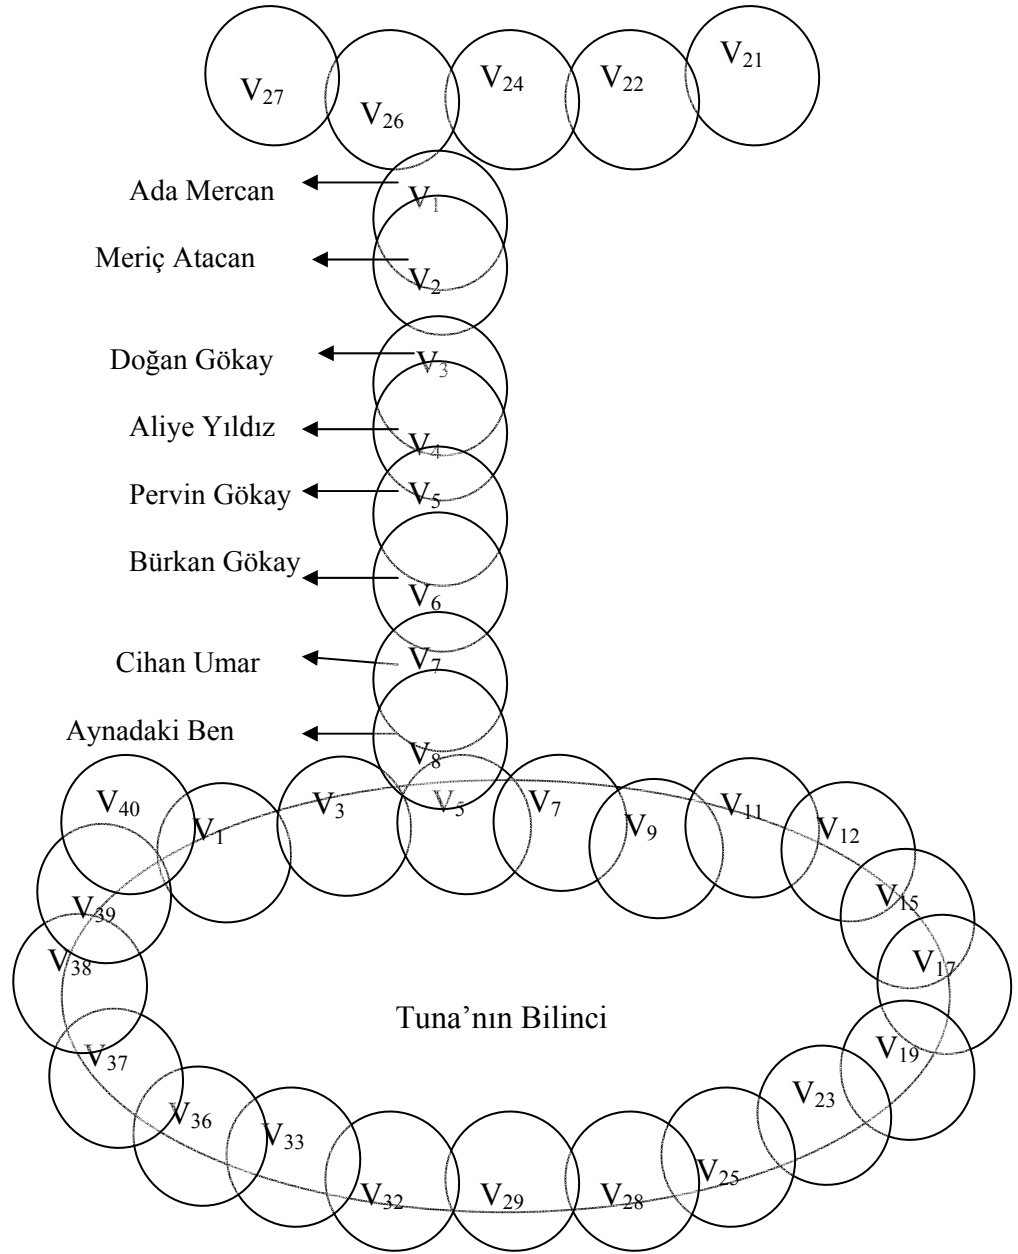 V27 V26 V24 V22 V21
Ada Mercan V1
Meriç Atacan V2
Doğan Gökay V3
Aliye Yıldız V4
Pervin Gökay V5
Bürkan Gökay V6
Cihan Umar V7
Aynadaki Ben V8
V40 V1 V3 V5 V7 V9 V11 V12
V39 V15
V38 V17
Tuna’nın Bilinci
V37 V19
V36 V33 V23
V32 V29 V28 V25